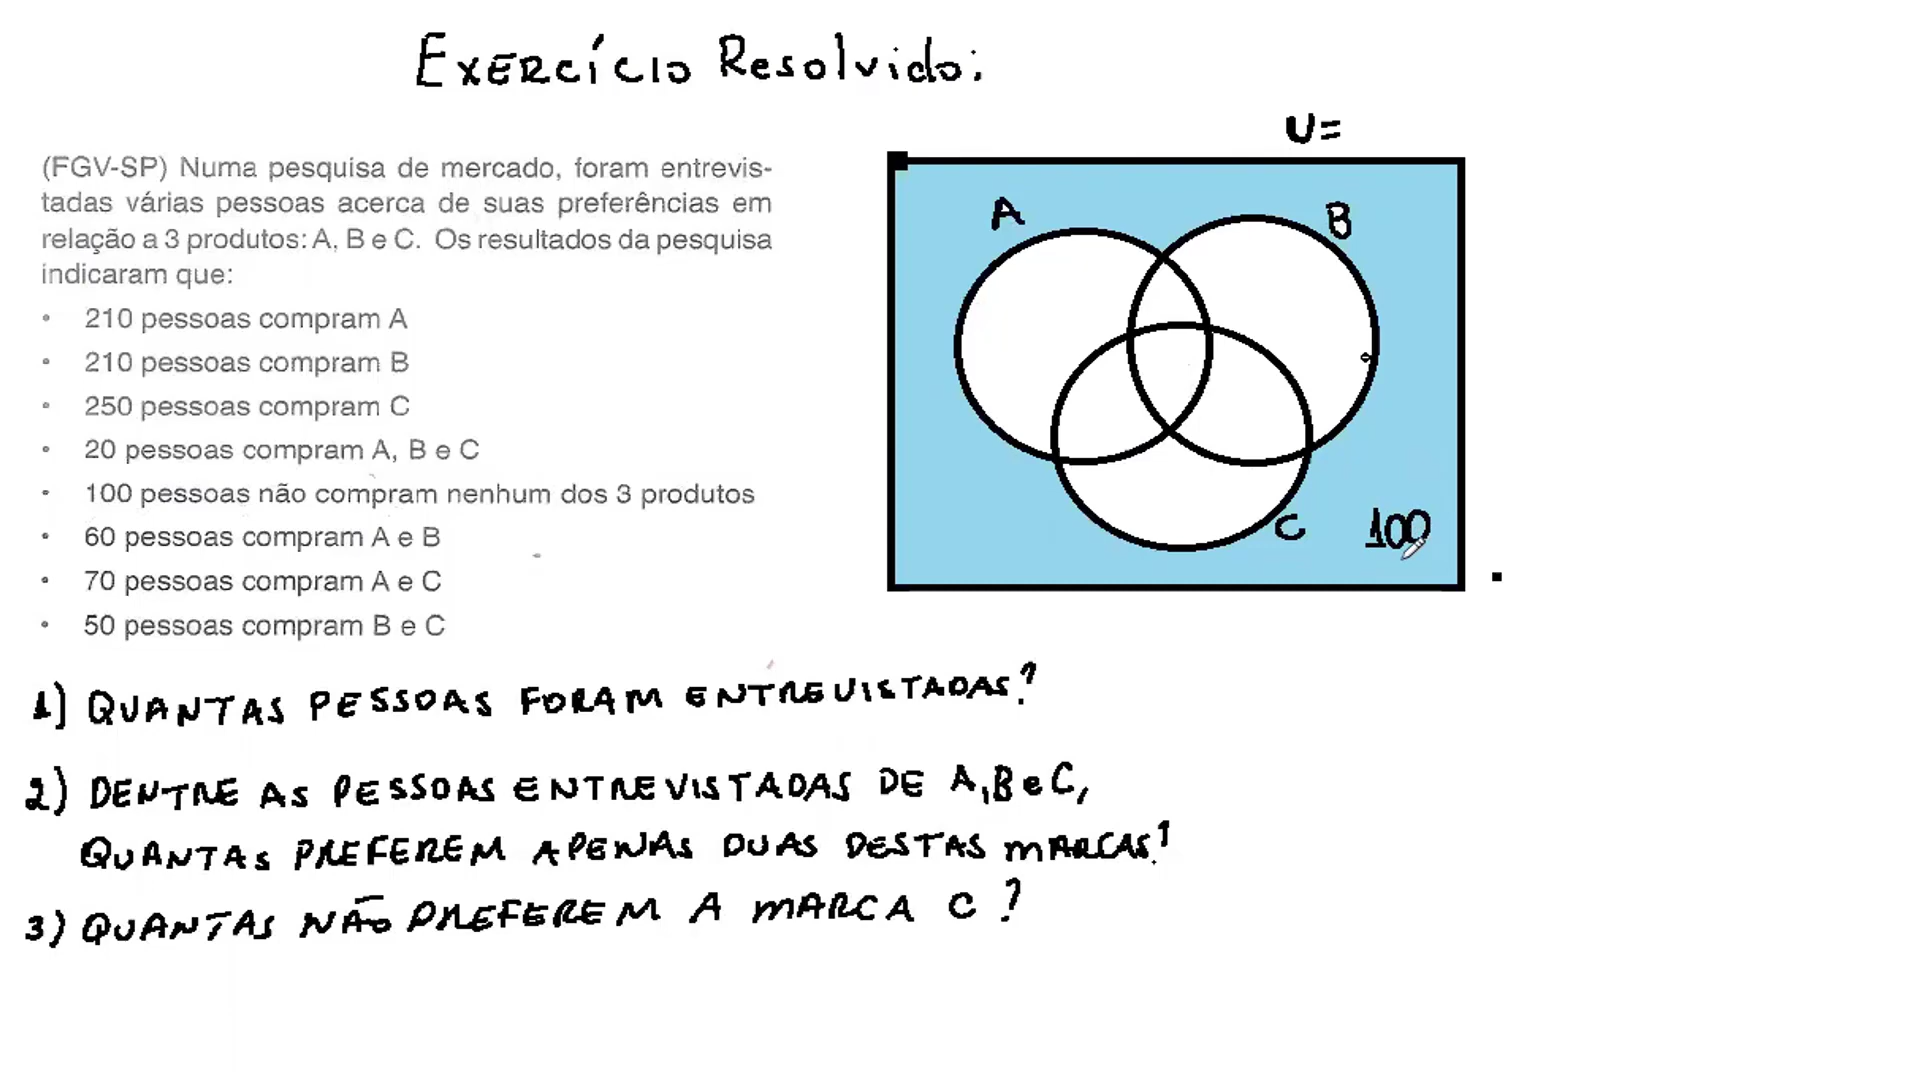 Exercício Resolvido:
(FGV-SP) Numa pesquisa de mercado, foram entrevis-
tadas várias pessoas acerca de suas preferências em
relação a 3 produtos: A, B e C. Os resultados da pesquisa
indicaram que:
• 210 pessoas compram A
• 210 pessoas compram B
• 250 pessoas compram C
• 20 pessoas compram A, B e C
• 100 pessoas não compram nenhum dos 3 produtos
• 60 pessoas compram A e B
• 70 pessoas compram A e C
• 50 pessoas compram B e C
U=
A
B
C
100
1) QUANTAS PESSOAS FORAM ENTREVISTADAS?
2) DENTRE AS PESSOAS ENTREVISTADAS DE A, B e C,
QUANTAS PREFEREM APENAS DUAS DESTAS MARCAS?
3) QUANTAS NÃO PREFEREM A MARCA C?